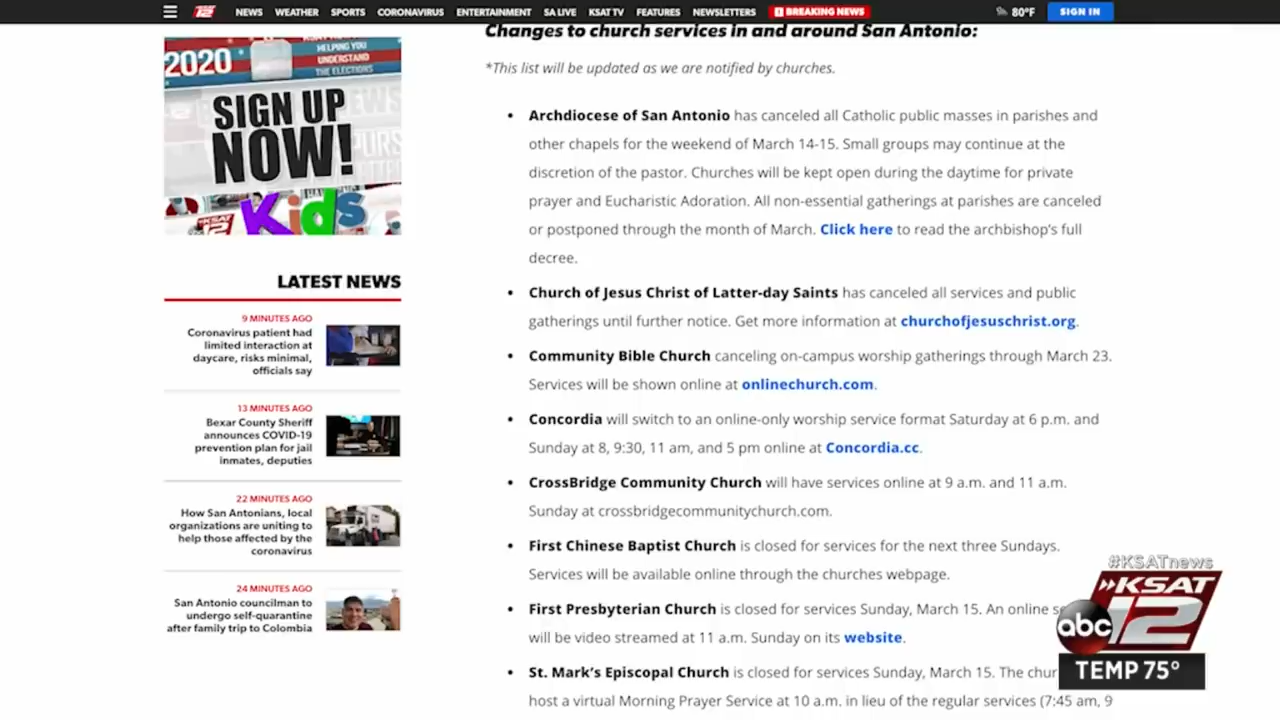 12
NEWS
WEATHER
SPORTS
CORONAVIRUS
ENTERTAINMENT
SA LIVE
KSAT TV
FEATURES
NEWSLETTERS
BREAKING NEWS
80°F
SIGN IN
Changes to church services in and around San Antonio:
*This list will be updated as we are notified by churches.
• Archdiocese of San Antonio has canceled all Catholic public masses in parishes and
other chapels for the weekend of March 14-15. Small groups may continue at the
discretion of the pastor. Churches will be kept open during the daytime for private
prayer and Eucharistic Adoration. All non-essential gatherings at parishes are canceled
or postponed through the month of March. Click here to read the archbishop's full
decree.
• Church of Jesus Christ of Latter-day Saints has canceled all services and public
gatherings until further notice. Get more information at churchofjesuschrist.org.
• Community Bible Church canceling on-campus worship gatherings through March 23.
Services will be shown online at onlinechurch.com.
• Concordia will switch to an online-only worship service format Saturday at 6 p.m. and
Sunday at 8, 9:30, 11 am, and 5 pm online at Concordia.cc.
• CrossBridge Community Church will have services online at 9 a.m. and 11 a.m.
Sunday at crossbridgecommunitychurch.com.
• First Chinese Baptist Church is closed for services for the next three Sundays.
Services will be available online through the churches webpage.
• First Presbyterian Church is closed for services Sunday, March 15. An online
will be video streamed at 11 a.m. Sunday on its website.
• St. Mark's Episcopal Church is closed for services Sunday, March 15. The
host a virtual Morning Prayer Service at 10 a.m. in lieu of the regular services (7:45 am, 9
2020
HELPING YOU
UNDERSTAND
THE ELECTIONS
SIGN UP
NOW!
KSAT
12
Kids
LATEST NEWS
9 MINUTES AGO
Coronavirus patient had
limited interaction at
daycare, risks minimal,
officials say
13 MINUTES AGO
Bexar County Sheriff
announces COVID-19
prevention plan for jail
inmates, deputies
22 MINUTES AGO
How San Antonians, local
organizations are uniting to
help those affected by the
coronavirus
24 MINUTES AGO
San Antonio councilman to
undergo self-quarantine
after family trip to Colombia
#KSATnews
KSAT
abc 12
TEMP 75°